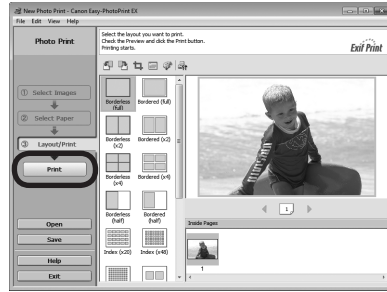 New Photo Print - Canon Easy-PhotoPrint EX
File Edit View Help
Photo Print
Select the layout you want to print.
Check the Preview and click the Print button.
Printing starts.
Exif Print
1 Select Images
2 Select Paper
3 Layout/Print
Print
Open
Save
Help
Exit
Borderless (full)
Bordered (full)
Borderless (x2)
Bordered (x2)
Borderless (x4)
Bordered (x4)
Borderless (half)
Bordered (half)
Index (x20)
Index (x48)
1
Inside Pages
1